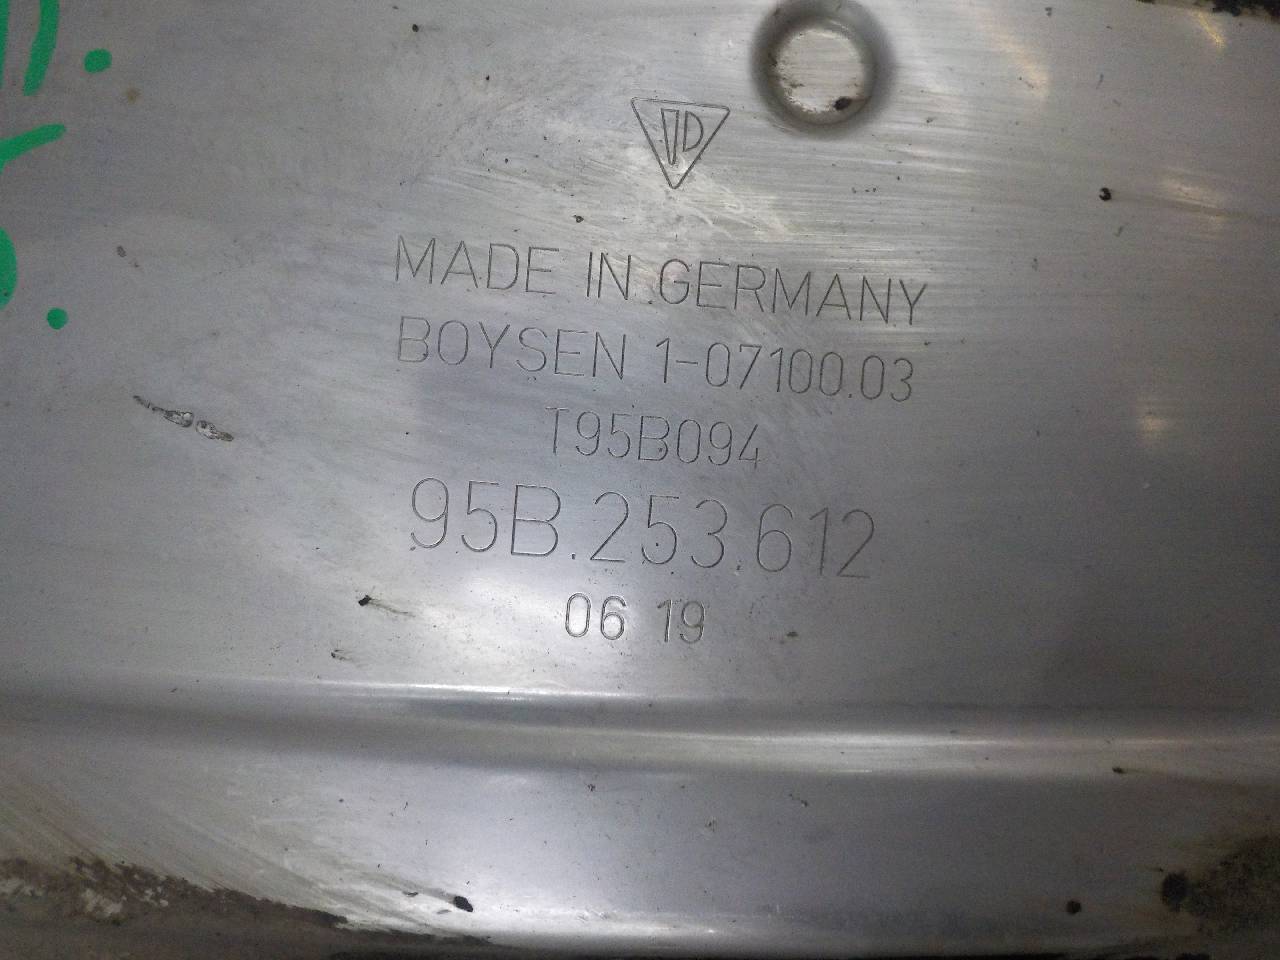 MADE IN GERMANY
BOYSEN 1-07100.03
T95B094
95B.253.612
06 19